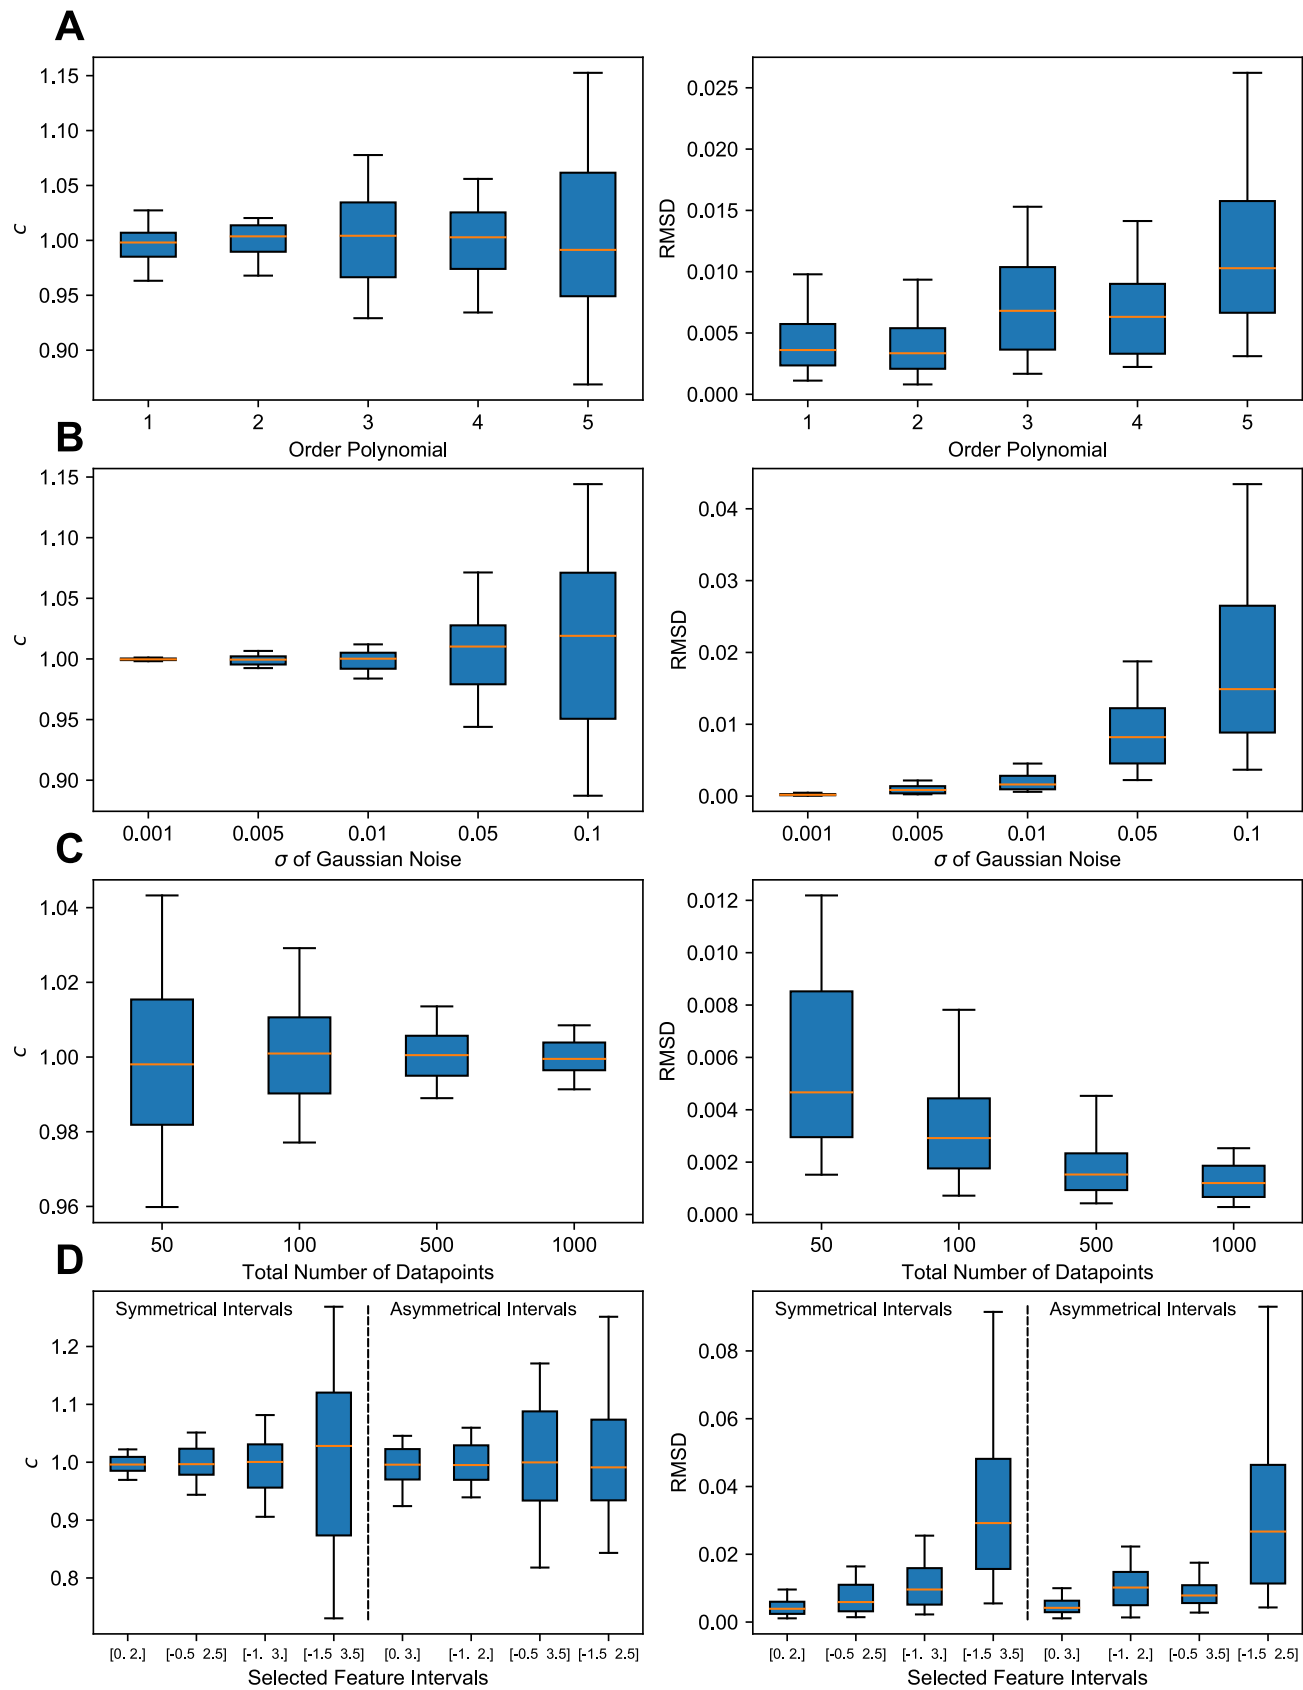 A
1.15
1.10
1.05
1.00
0.95
0.90
c
1 2 3 4 5
Order Polynomial
0.025
0.020
0.015
0.010
0.005
0.000
RMSD
1 2 3 4 5
Order Polynomial
B
1.15
1.10
1.05
1.00
0.95
0.90
c
0.001 0.005 0.01 0.05 0.1
σ of Gaussian Noise
0.04
0.03
0.02
0.01
0.00
RMSD
0.001 0.005 0.01 0.05 0.1
σ of Gaussian Noise
C
1.04
1.02
1.00
0.98
0.96
c
50 100 500 1000
Total Number of Datapoints
0.012
0.010
0.008
0.006
0.004
0.002
0.000
RMSD
50 100 500 1000
Total Number of Datapoints
D
Symmetrical Intervals Asymmetrical Intervals
1.2
1.1
1.0
0.9
0.8
c
[0. 2.] [-0.5 2.5] [-1. 3.] [-1.5 3.5] [0. 3.] [-1. 2.] [-0.5 3.5] [-1.5 2.5]
Selected Feature Intervals
Symmetrical Intervals Asymmetrical Intervals
0.08
0.06
0.04
0.02
0.00
RMSD
[0. 2.] [-0.5 2.5] [-1. 3.] [-1.5 3.5] [0. 3.] [-1. 2.] [-0.5 3.5] [-1.5 2.5]
Selected Feature Intervals